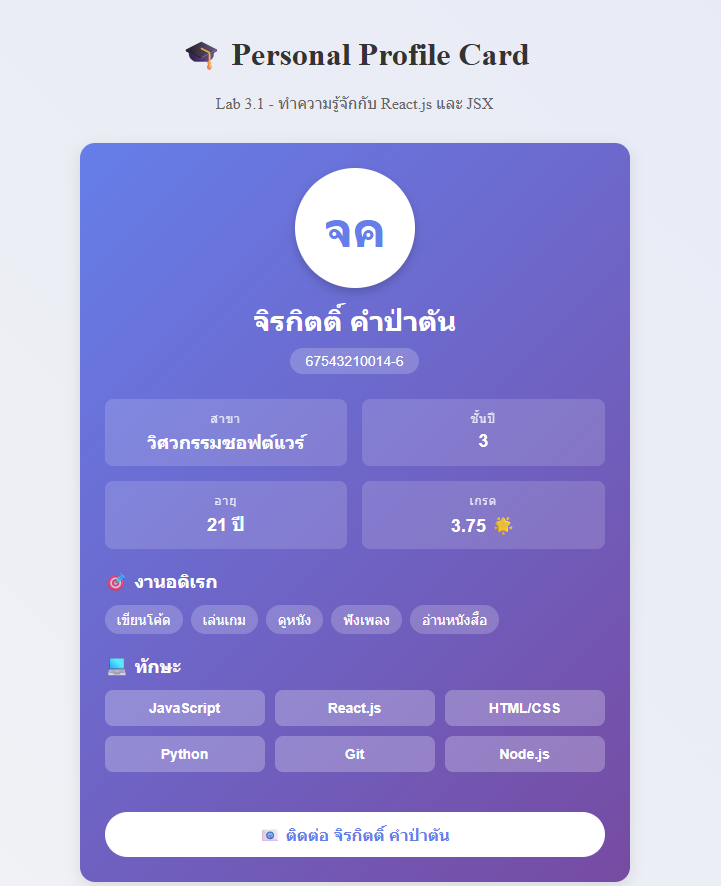 Personal Profile Card
Lab 3.1 - ทำความรู้จักกับ React.js และ JSX
จค
จิรกิตติ์ คำป่าตัน
67543210014-6
สาขา
วิศวกรรมซอฟต์แวร์
ชั้นปี
3
อายุ
21 ปี
เกรด
3.75 🌟
🎯 งานอดิเรก
เขียนโค้ด เล่นเกม ดูหนัง ฟังเพลง อ่านหนังสือ
💻 ทักษะ
JavaScript React.js HTML/CSS
Python Git Node.js
📧 ติดต่อ จิรกิตติ์ คำป่าตัน